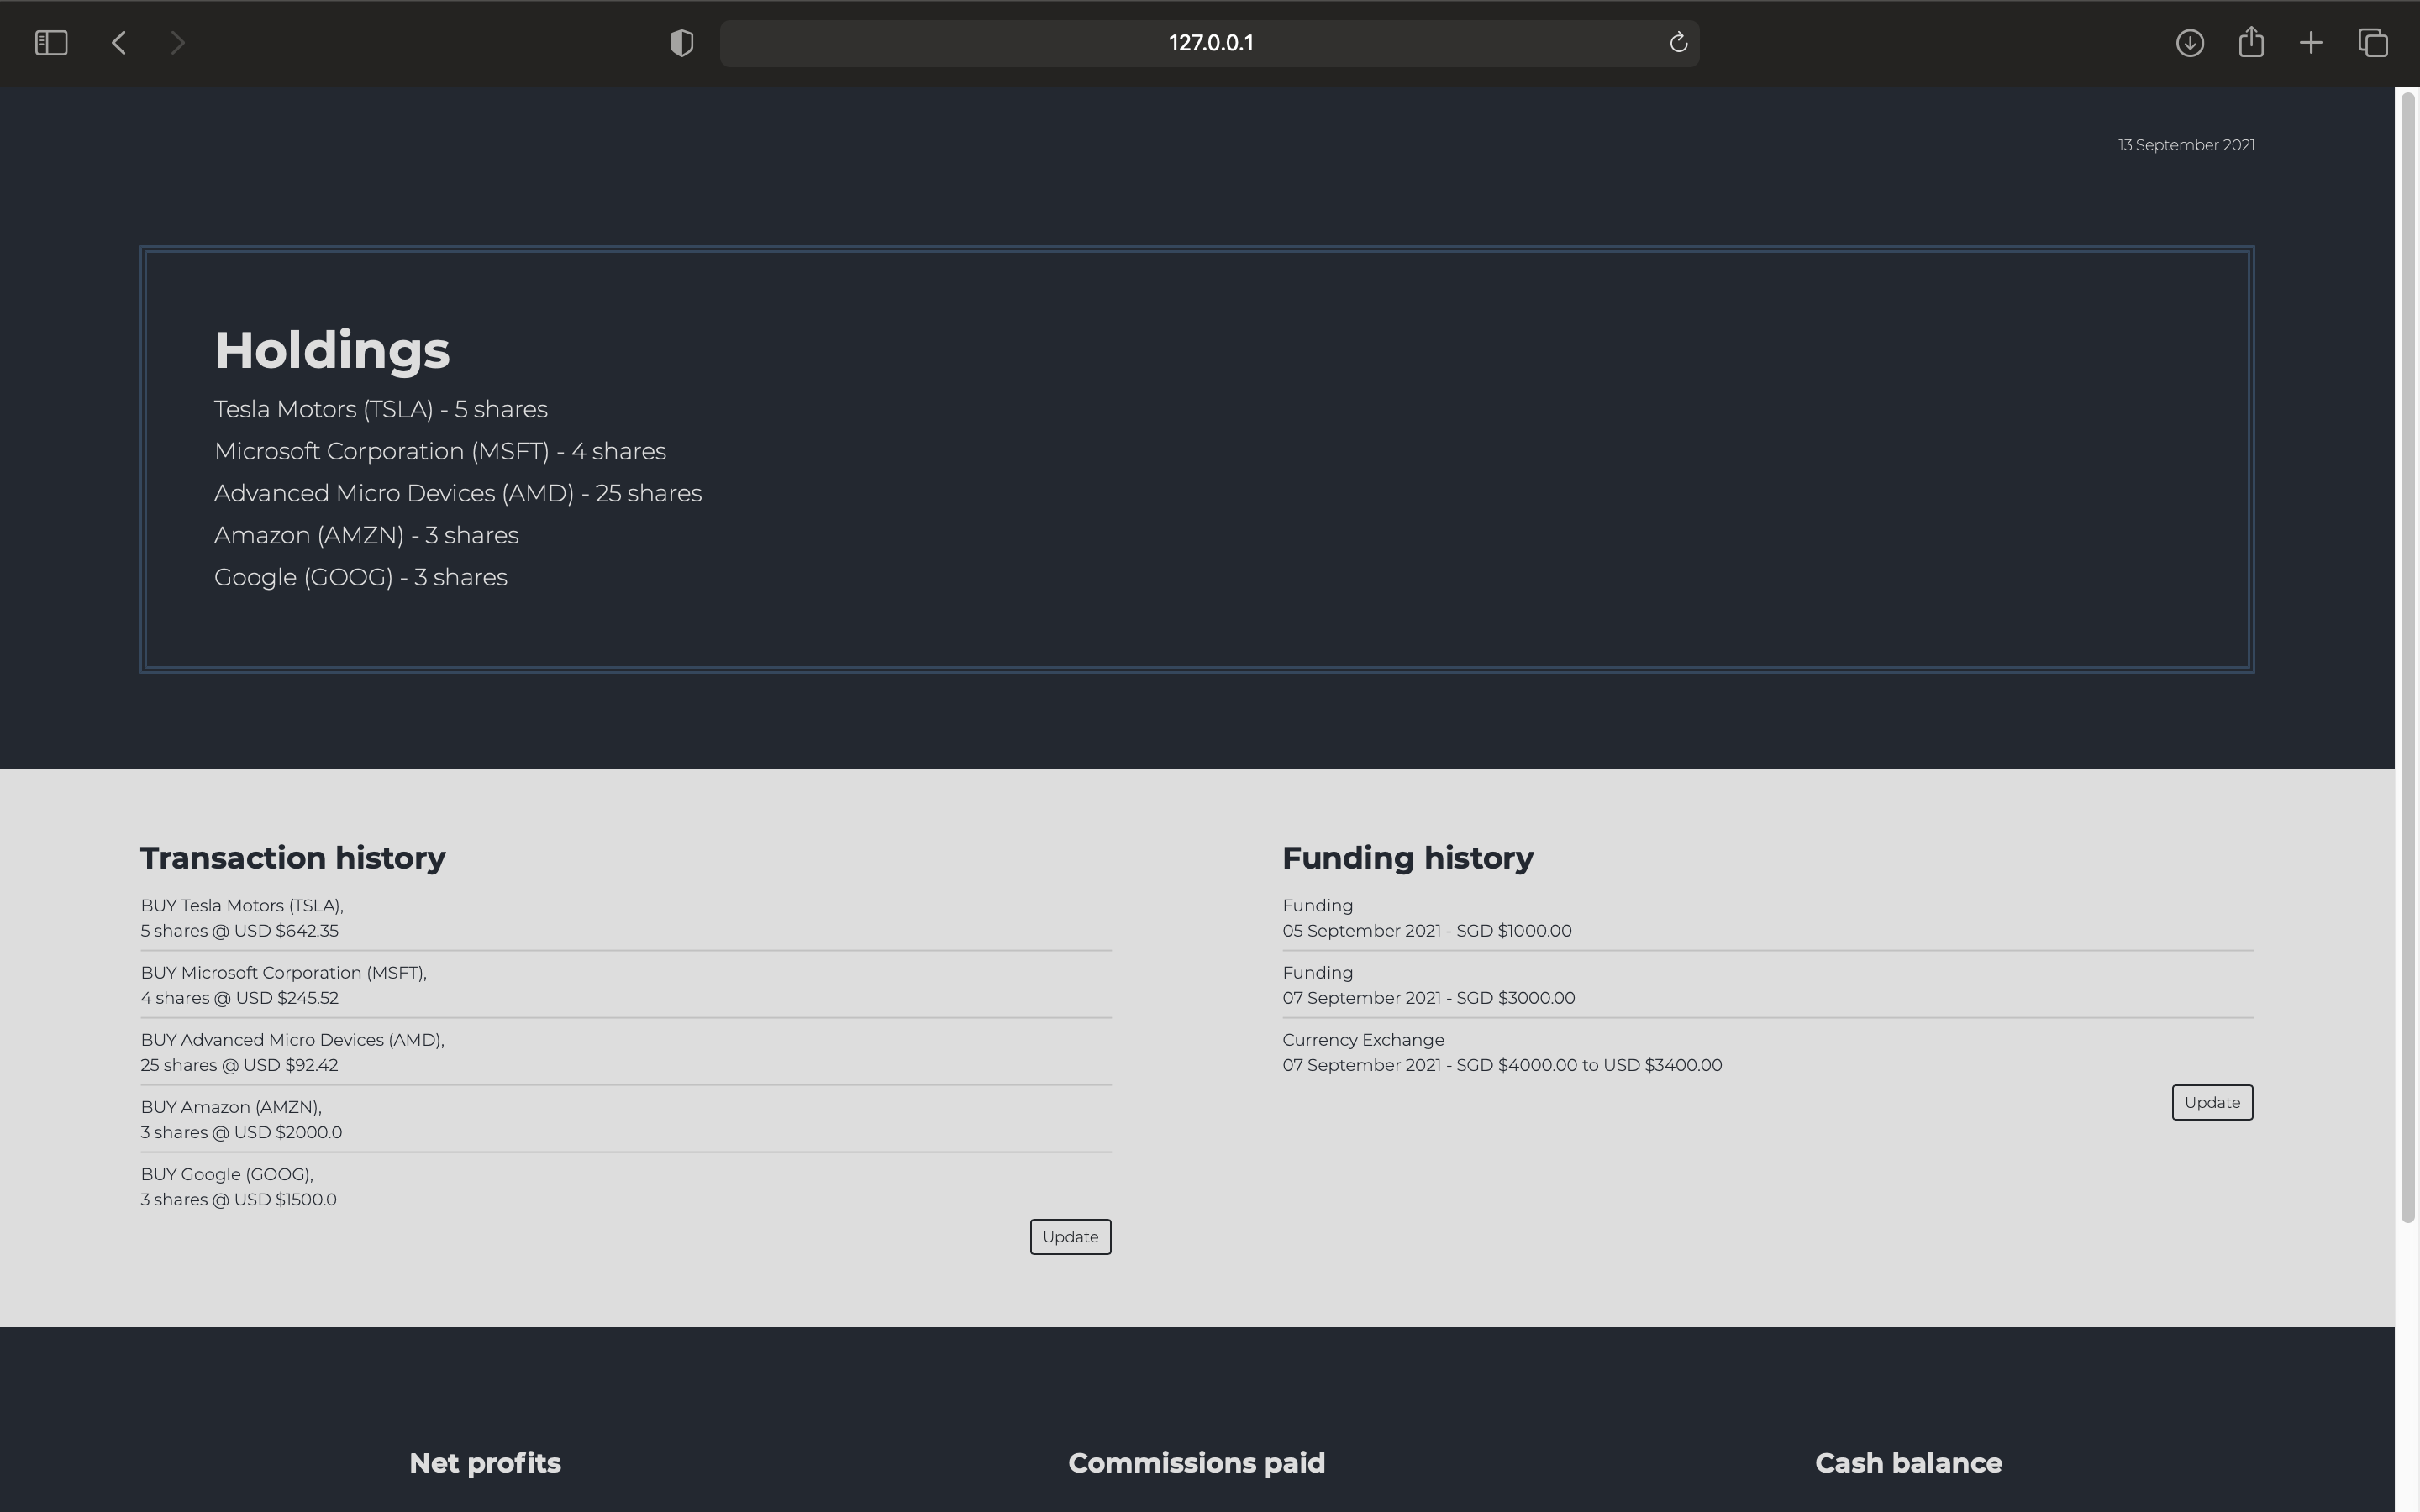 127.0.0.1
13 September 2021
Holdings
Tesla Motors (TSLA) - 5 shares
Microsoft Corporation (MSFT) - 4 shares
Advanced Micro Devices (AMD) - 25 shares
Amazon (AMZN) - 3 shares
Google (GOOG) - 3 shares
Transaction history
BUY Tesla Motors (TSLA),
5 shares @ USD $642.35
BUY Microsoft Corporation (MSFT),
4 shares @ USD $245.52
BUY Advanced Micro Devices (AMD),
25 shares @ USD $92.42
BUY Amazon (AMZN),
3 shares @ USD $2000.0
BUY Google (GOOG),
3 shares @ USD $1500.0
Update
Funding history
Funding
05 September 2021 - SGD $1000.00
Funding
07 September 2021 - SGD $3000.00
Currency Exchange
07 September 2021 - SGD $4000.00 to USD $3400.00
Update
Net profits
Commissions paid
Cash balance